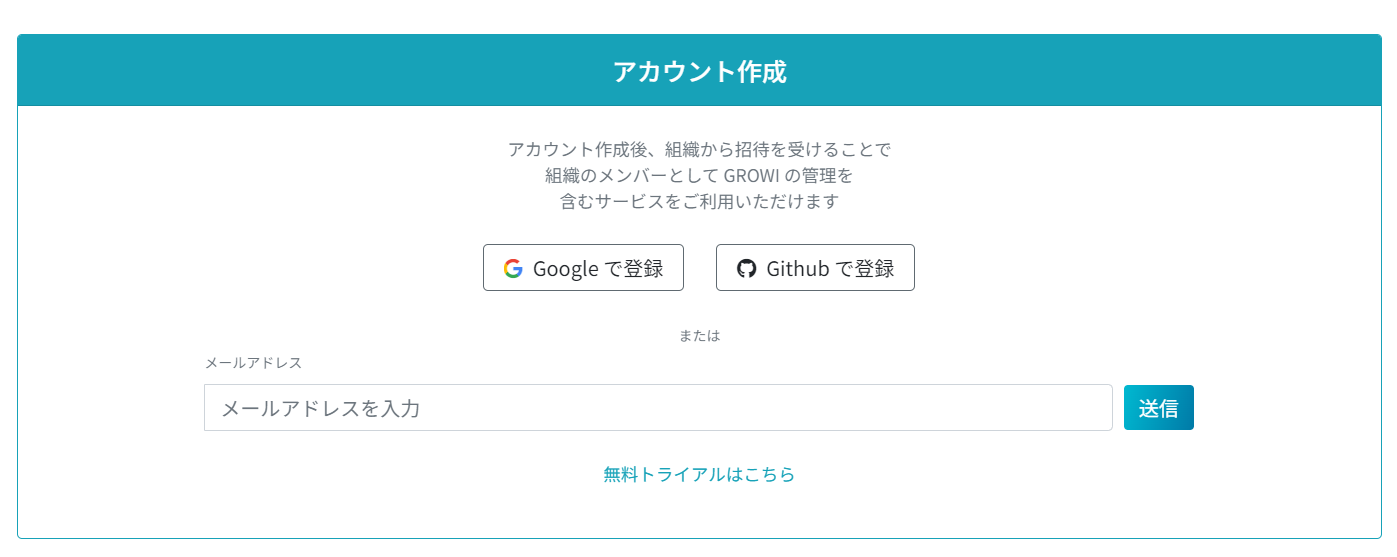 アカウント作成
アカウント作成後、組織から招待を受けることで
組織のメンバーとして GROWI の管理を
含むサービスをご利用いただけます
Google で登録
Github で登録
または
メールアドレス
メールアドレスを入力
送信
無料トライアルはこちら